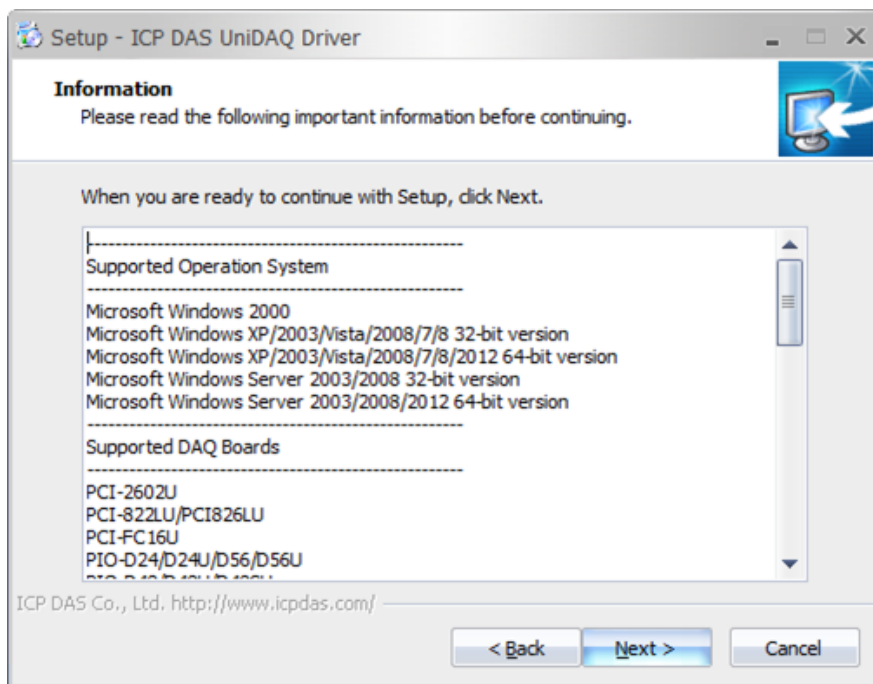 Setup - ICP DAS UniDAQ Driver
Information
Please read the following important information before continuing.
When you are ready to continue with Setup, click Next.
------------------------------------------------------
Supported Operation System
------------------------------------------------------
Microsoft Windows 2000
Microsoft Windows XP/2003/Vista/2008/7/8 32-bit version
Microsoft Windows XP/2003/Vista/2008/7/8/2012 64-bit version
Microsoft Windows Server 2003/2008 32-bit version
Microsoft Windows Server 2003/2008/2012 64-bit version
------------------------------------------------------
Supported DAQ Boards
------------------------------------------------------
PCI-2602U
PCI-822LU/PCI826LU
PCI-FC16U
PIO-D24/D24U/D56/D56U
ICP DAS Co., Ltd. http://www.icpdas.com/
< Back
Next >
Cancel